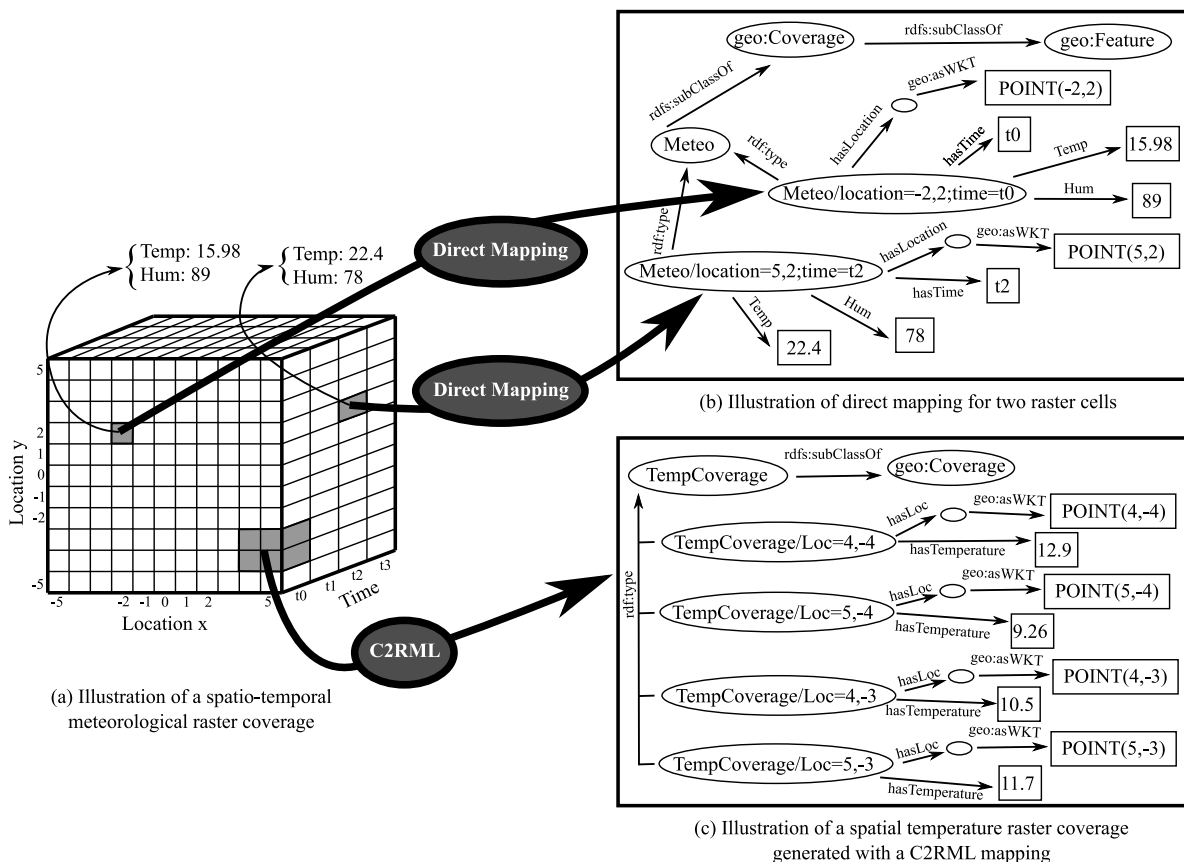 Temp: 15.98
Hum: 89
Temp: 22.4
Hum: 78
5
2
1
0
-1
-2
-5
Location y
-5
-2
-1
0
1
2
5
Location x
t0
t1
t2
t3
Time
Direct Mapping
Direct Mapping
C2RML
(a) Illustration of a spatio-temporal
meteorological raster coverage
geo:Coverage
rdfs:subClassOf
geo:Feature
rdfs:subClassOf
geo:asWKT
POINT(-2,2)
Meteo
rdf:type
hasLocation
hasTime
t0
Temp
15.98
Meteo/location=-2,2;time=t0
Hum
89
rdf:type
Meteo/location=5,2;time=t2
hasLocation
geo:asWKT
POINT(5,2)
hasTime
t2
Temp
22.4
Hum
78
(b) Illustration of direct mapping for two raster cells
TempCoverage
rdfs:subClassOf
geo:Coverage
rdf:type
TempCoverage/Loc=4,-4
hasLoc
geo:asWKT
POINT(4,-4)
hasTemperature
12.9
TempCoverage/Loc=5,-4
hasLoc
geo:asWKT
POINT(5,-4)
hasTemperature
9.26
TempCoverage/Loc=4,-3
hasLoc
geo:asWKT
POINT(4,-3)
hasTemperature
10.5
TempCoverage/Loc=5,-3
hasLoc
geo:asWKT
POINT(5,-3)
hasTemperature
11.7
(c) Illustration of a spatial temperature raster coverage
generated with a C2RML mapping